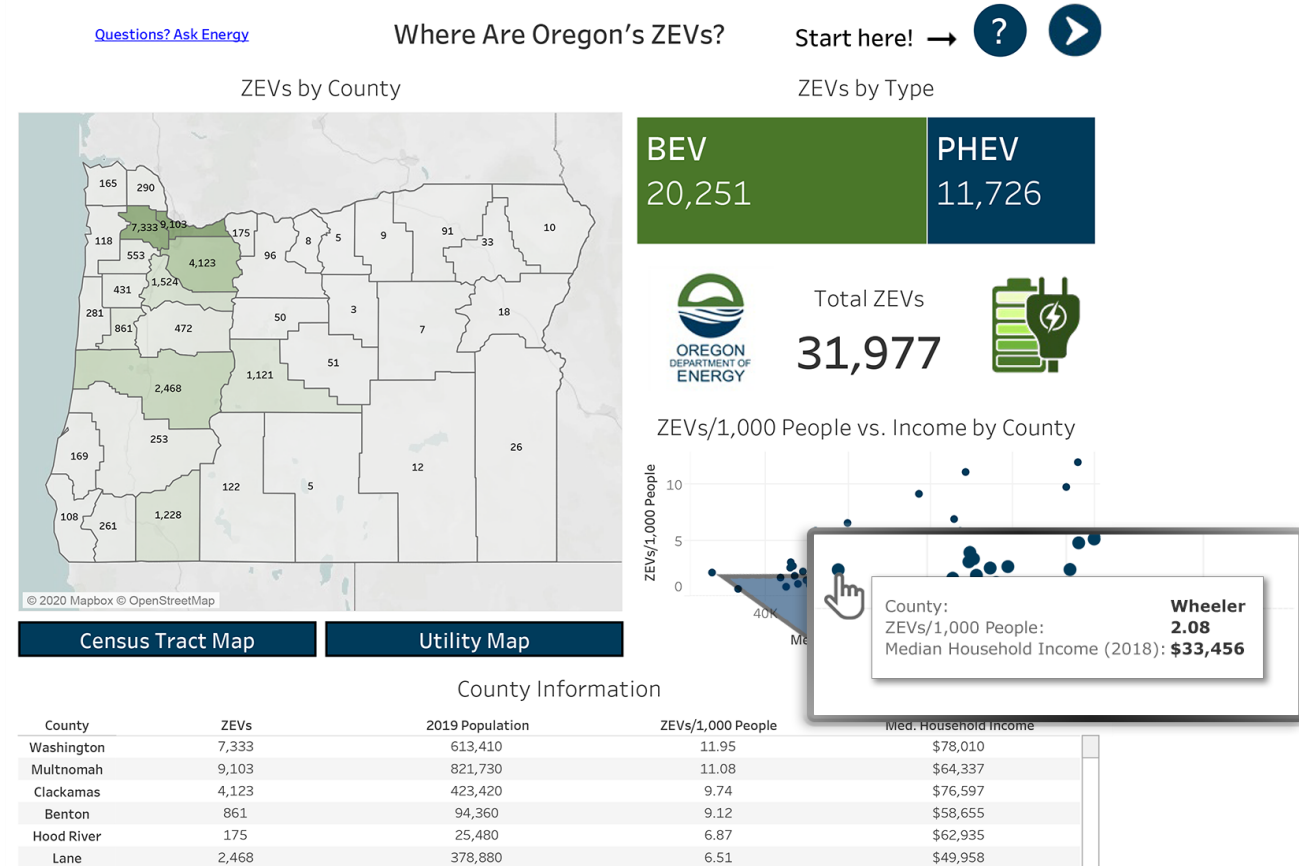 Questions? Ask Energy
Where Are Oregon's ZEVs?
Start here! →
?
ZEVs by County
ZEVs by Type
165
290
7,333
9,103
118
175
8
5
9
91
33
10
553
4,123
96
1,524
431
281
861
472
50
3
7
18
51
2,468
1,121
253
169
122
5
12
26
108
261
1,228
© 2020 Mapbox © OpenStreetMap
BEV
20,251
PHEV
11,726
OREGON
DEPARTMENT OF
ENERGY
Total ZEVs
31,977
ZEVs/1,000 People vs. Income by County
ZEVs/1,000 People
10
5
0
40K
County: Wheeler
ZEVs/1,000 People: 2.08
Median Household Income (2018): $33,456
Census Tract Map
Utility Map
County Information
County ZEVs 2019 Population ZEVs/1,000 People Med. Household Income
Washington 7,333 613,410 11.95 $78,010
Multnomah 9,103 821,730 11.08 $64,337
Clackamas 4,123 423,420 9.74 $76,597
Benton 861 94,360 9.12 $58,655
Hood River 175 25,480 6.87 $62,935
Lane 2,468 378,880 6.51 $49,958